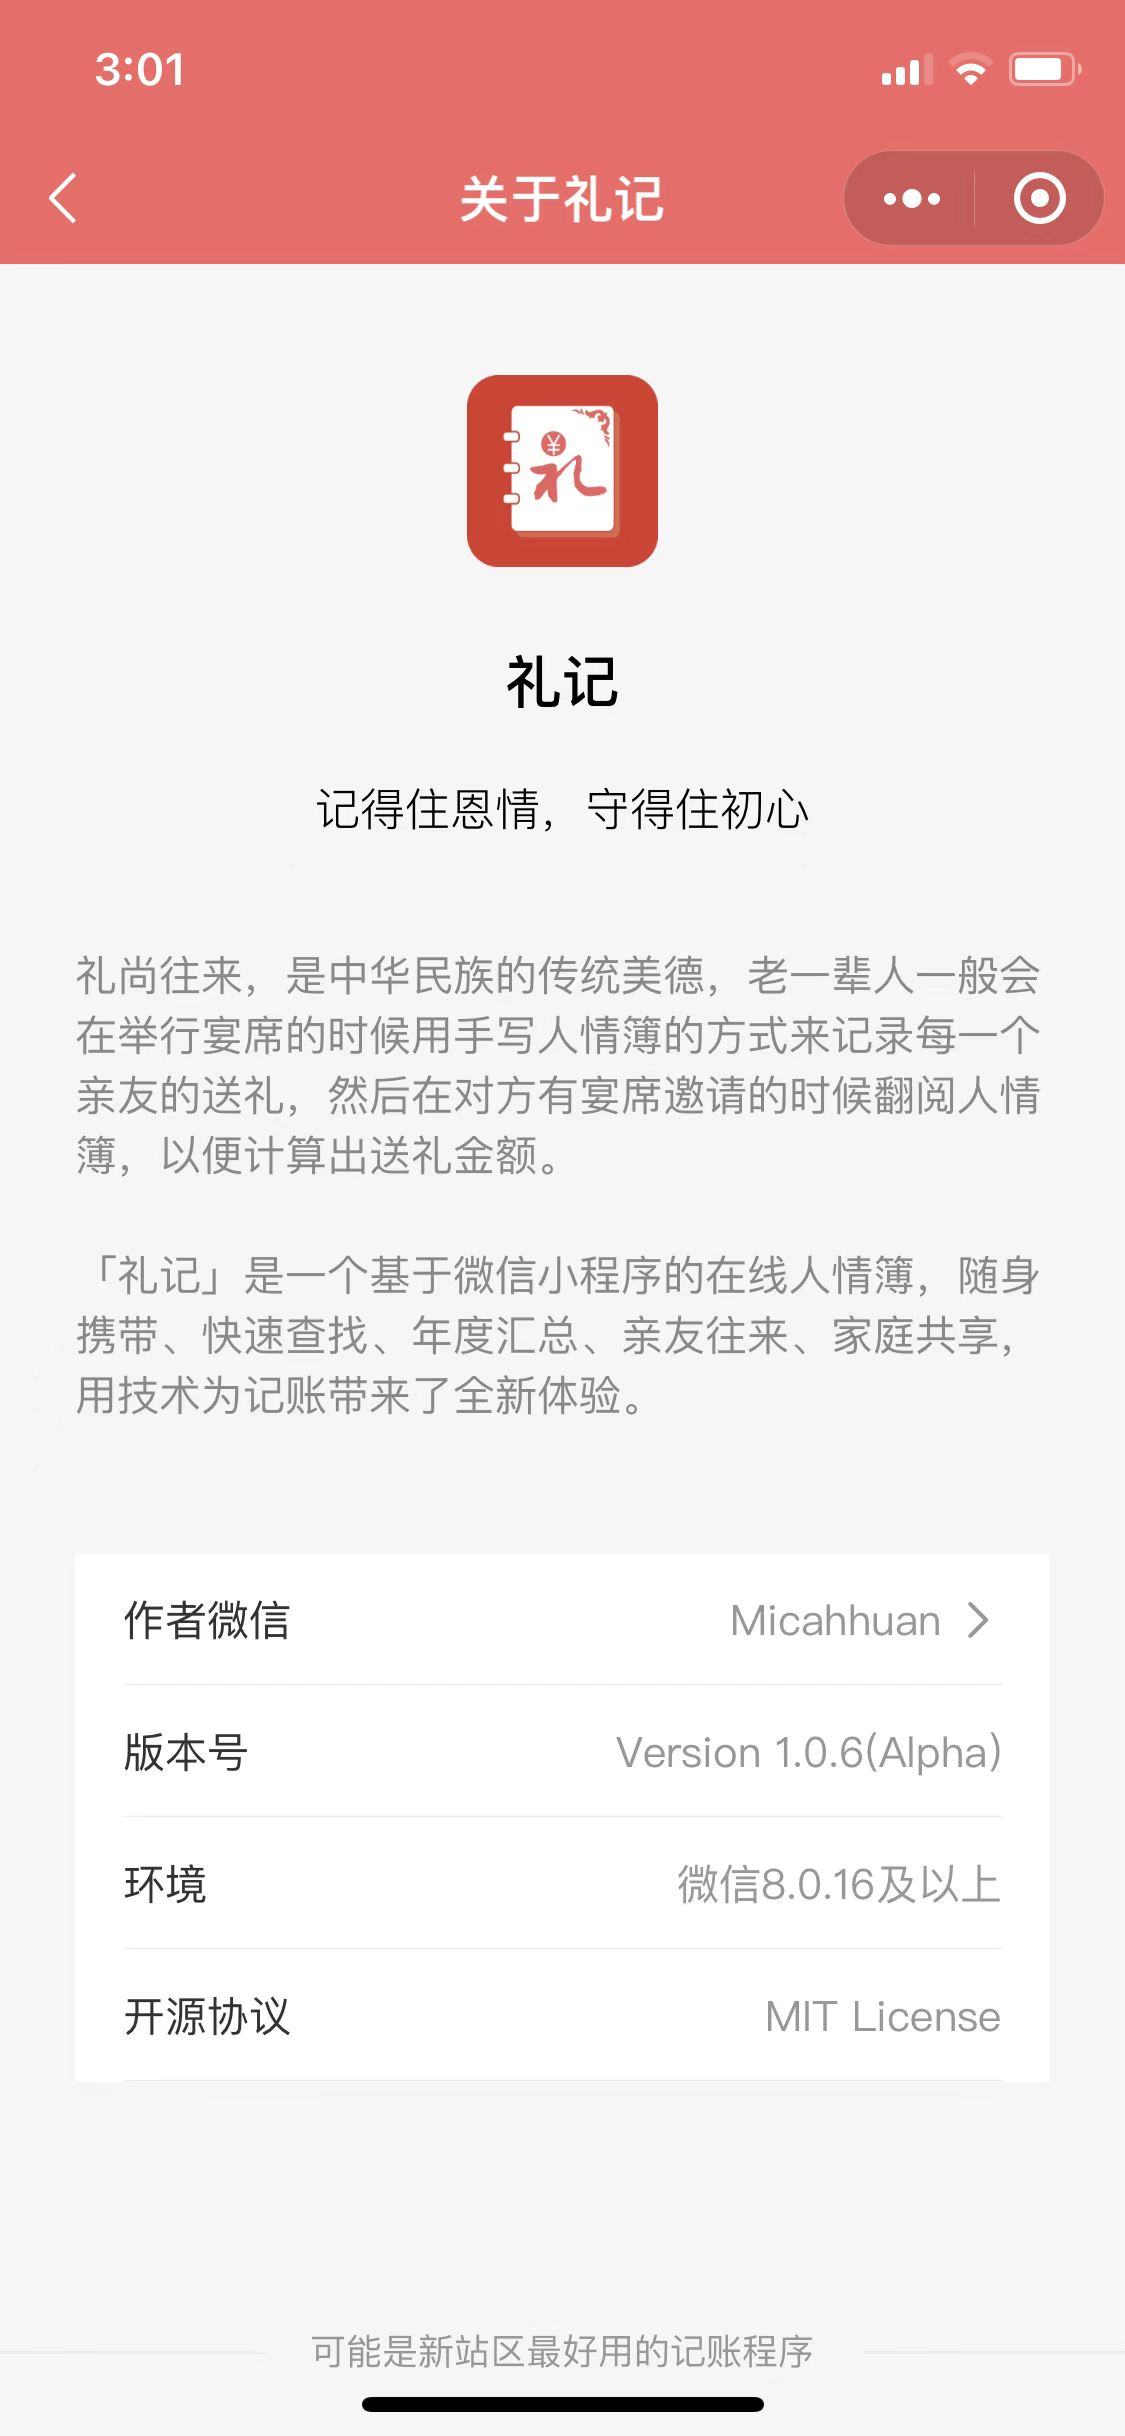 3:01
关于礼记
¥
礼
礼记
记得住恩情，守得住初心
礼尚往来，是中华民族的传统美德，老一辈人一般会
在举行宴席的时候用手写人情簿的方式来记录每一个
亲友的送礼，然后在对方有宴席邀请的时候翻阅人情
簿，以便计算出送礼金额。
「礼记」是一个基于微信小程序的在线人情簿，随身
携带、快速查找、年度汇总、亲友往来、家庭共享，
用技术为记账带来了全新体验。
作者微信 Micahhuan
版本号 Version 1.0.6(Alpha)
环境 微信8.0.16及以上
开源协议 MIT License
可能是新站区最好用的记账程序